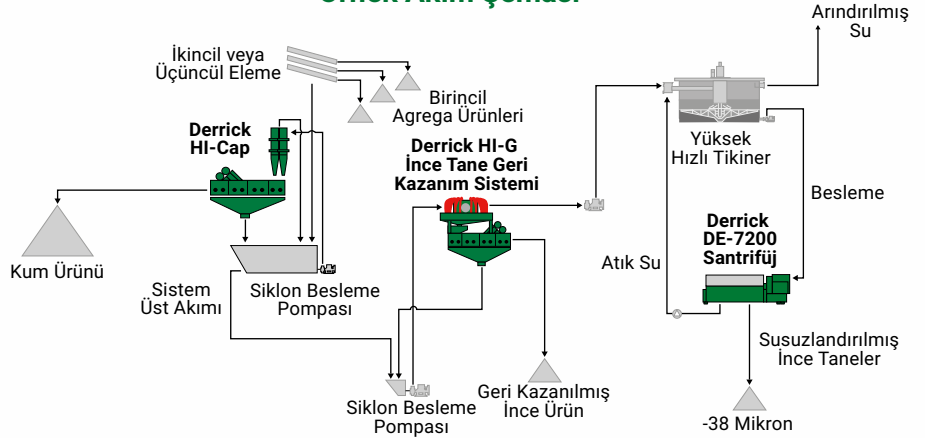 Örnek Akım Şeması
Arındırılmış
Su
İkincil veya
Üçüncül Eleme
Birincil
Agrega Ürünleri
Derrick
HI-Cap
Derrick HI-G
İnce Tane Geri
Kazanım Sistemi
Yüksek
Hızlı Tikiner
Besleme
Derrick
DE-7200
Santrifüj
Kum Ürünü
Atık Su
Sistem
Üst Akımı
Siklon Besleme
Pompası
Susuzlandırılmış
İnce Taneler
Siklon Besleme
Pompası
Geri Kazanılmış
İnce Ürün
-38 Mikron